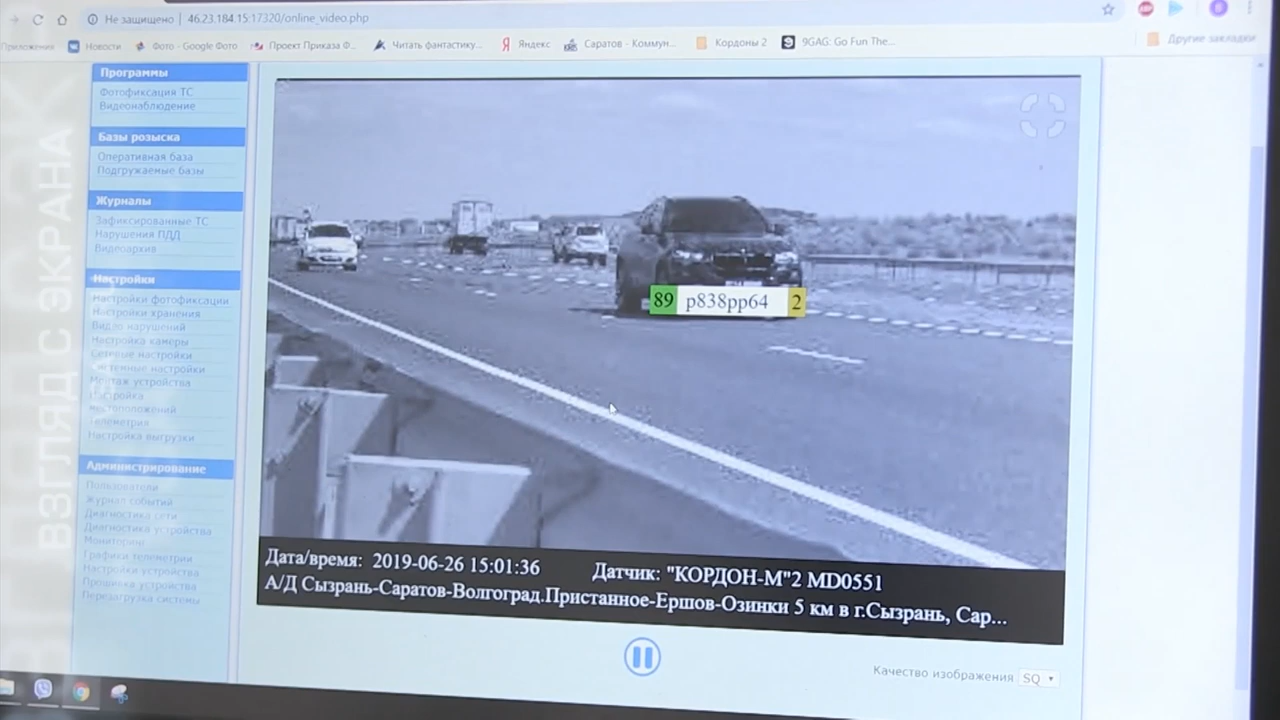 Не защищено | 46.23.184.15:17320/online_video.php
Приложения Новости Фото - Google Фото Проект Приказа Ф... Читать фантастику... Яндекс Саратов - Коммун... Кордоны 2 9GAG: Go Fun The... Другие закладки
Программы
Фотофиксация ТС
Видеонаблюдение
Базы розыска
Оперативная база
Подгружаемые базы
Журналы
Зафиксированные ТС
Нарушения ПДД
Видеоархив
Настройки
Настройки фотофиксации
Настройки хранения
Видео нарушений
Настройка камеры
Сетевые настройки
Системные настройки
Монтаж устройства
Настройка
местоположений
Телеметрия
Настройка выгрузки
Администрирование
Пользователи
Журнал событий
Диагностика сети
Диагностика устройства
Мониторинг
Графики телеметрии
Настройки устройства
Прошивка устройства
Перезагрузка системы
ВЗГЛЯД С ЭКРАНА
89 р838рр64 2
Дата/время: 2019-06-26 15:01:36 Датчик: "КОРДОН-М"2 MD0551
А/Д Сызрань-Саратов-Волгоград.Пристанное-Ершов-Озинки 5 км в г.Сызрань, Сар...
Качество изображения SQ